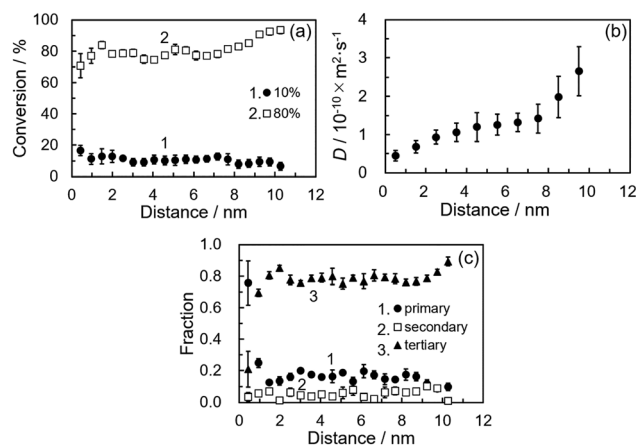 (a)
100
80
60
40
20
0
Conversion / %
2
1. ● 10%
2. □ 80%
1
0 2 4 6 8 10 12
Distance / nm
(b)
4
3
2
1
0
D / 10⁻¹⁰ × m²·s⁻¹
0 2 4 6 8 10 12
Distance / nm
(c)
1.0
0.8
0.6
0.4
0.2
0.0
Fraction
3
1. ● primary
2. □ secondary
3. ▲ tertiary
1
2
0 2 4 6 8 10 12
Distance / nm